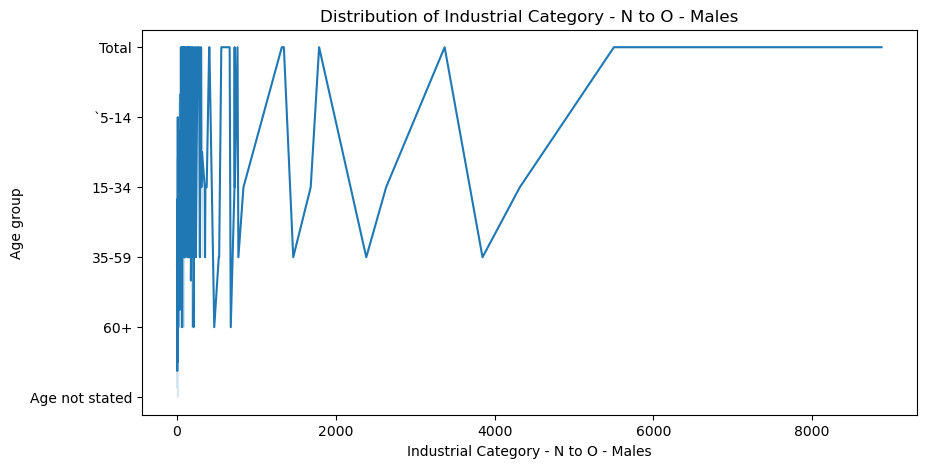 Distribution of Industrial Category - N to O - Males
Total
`5-14
15-34
35-59
60+
Age not stated
Age group
0 2000 4000 6000 8000
Industrial Category - N to O - Males